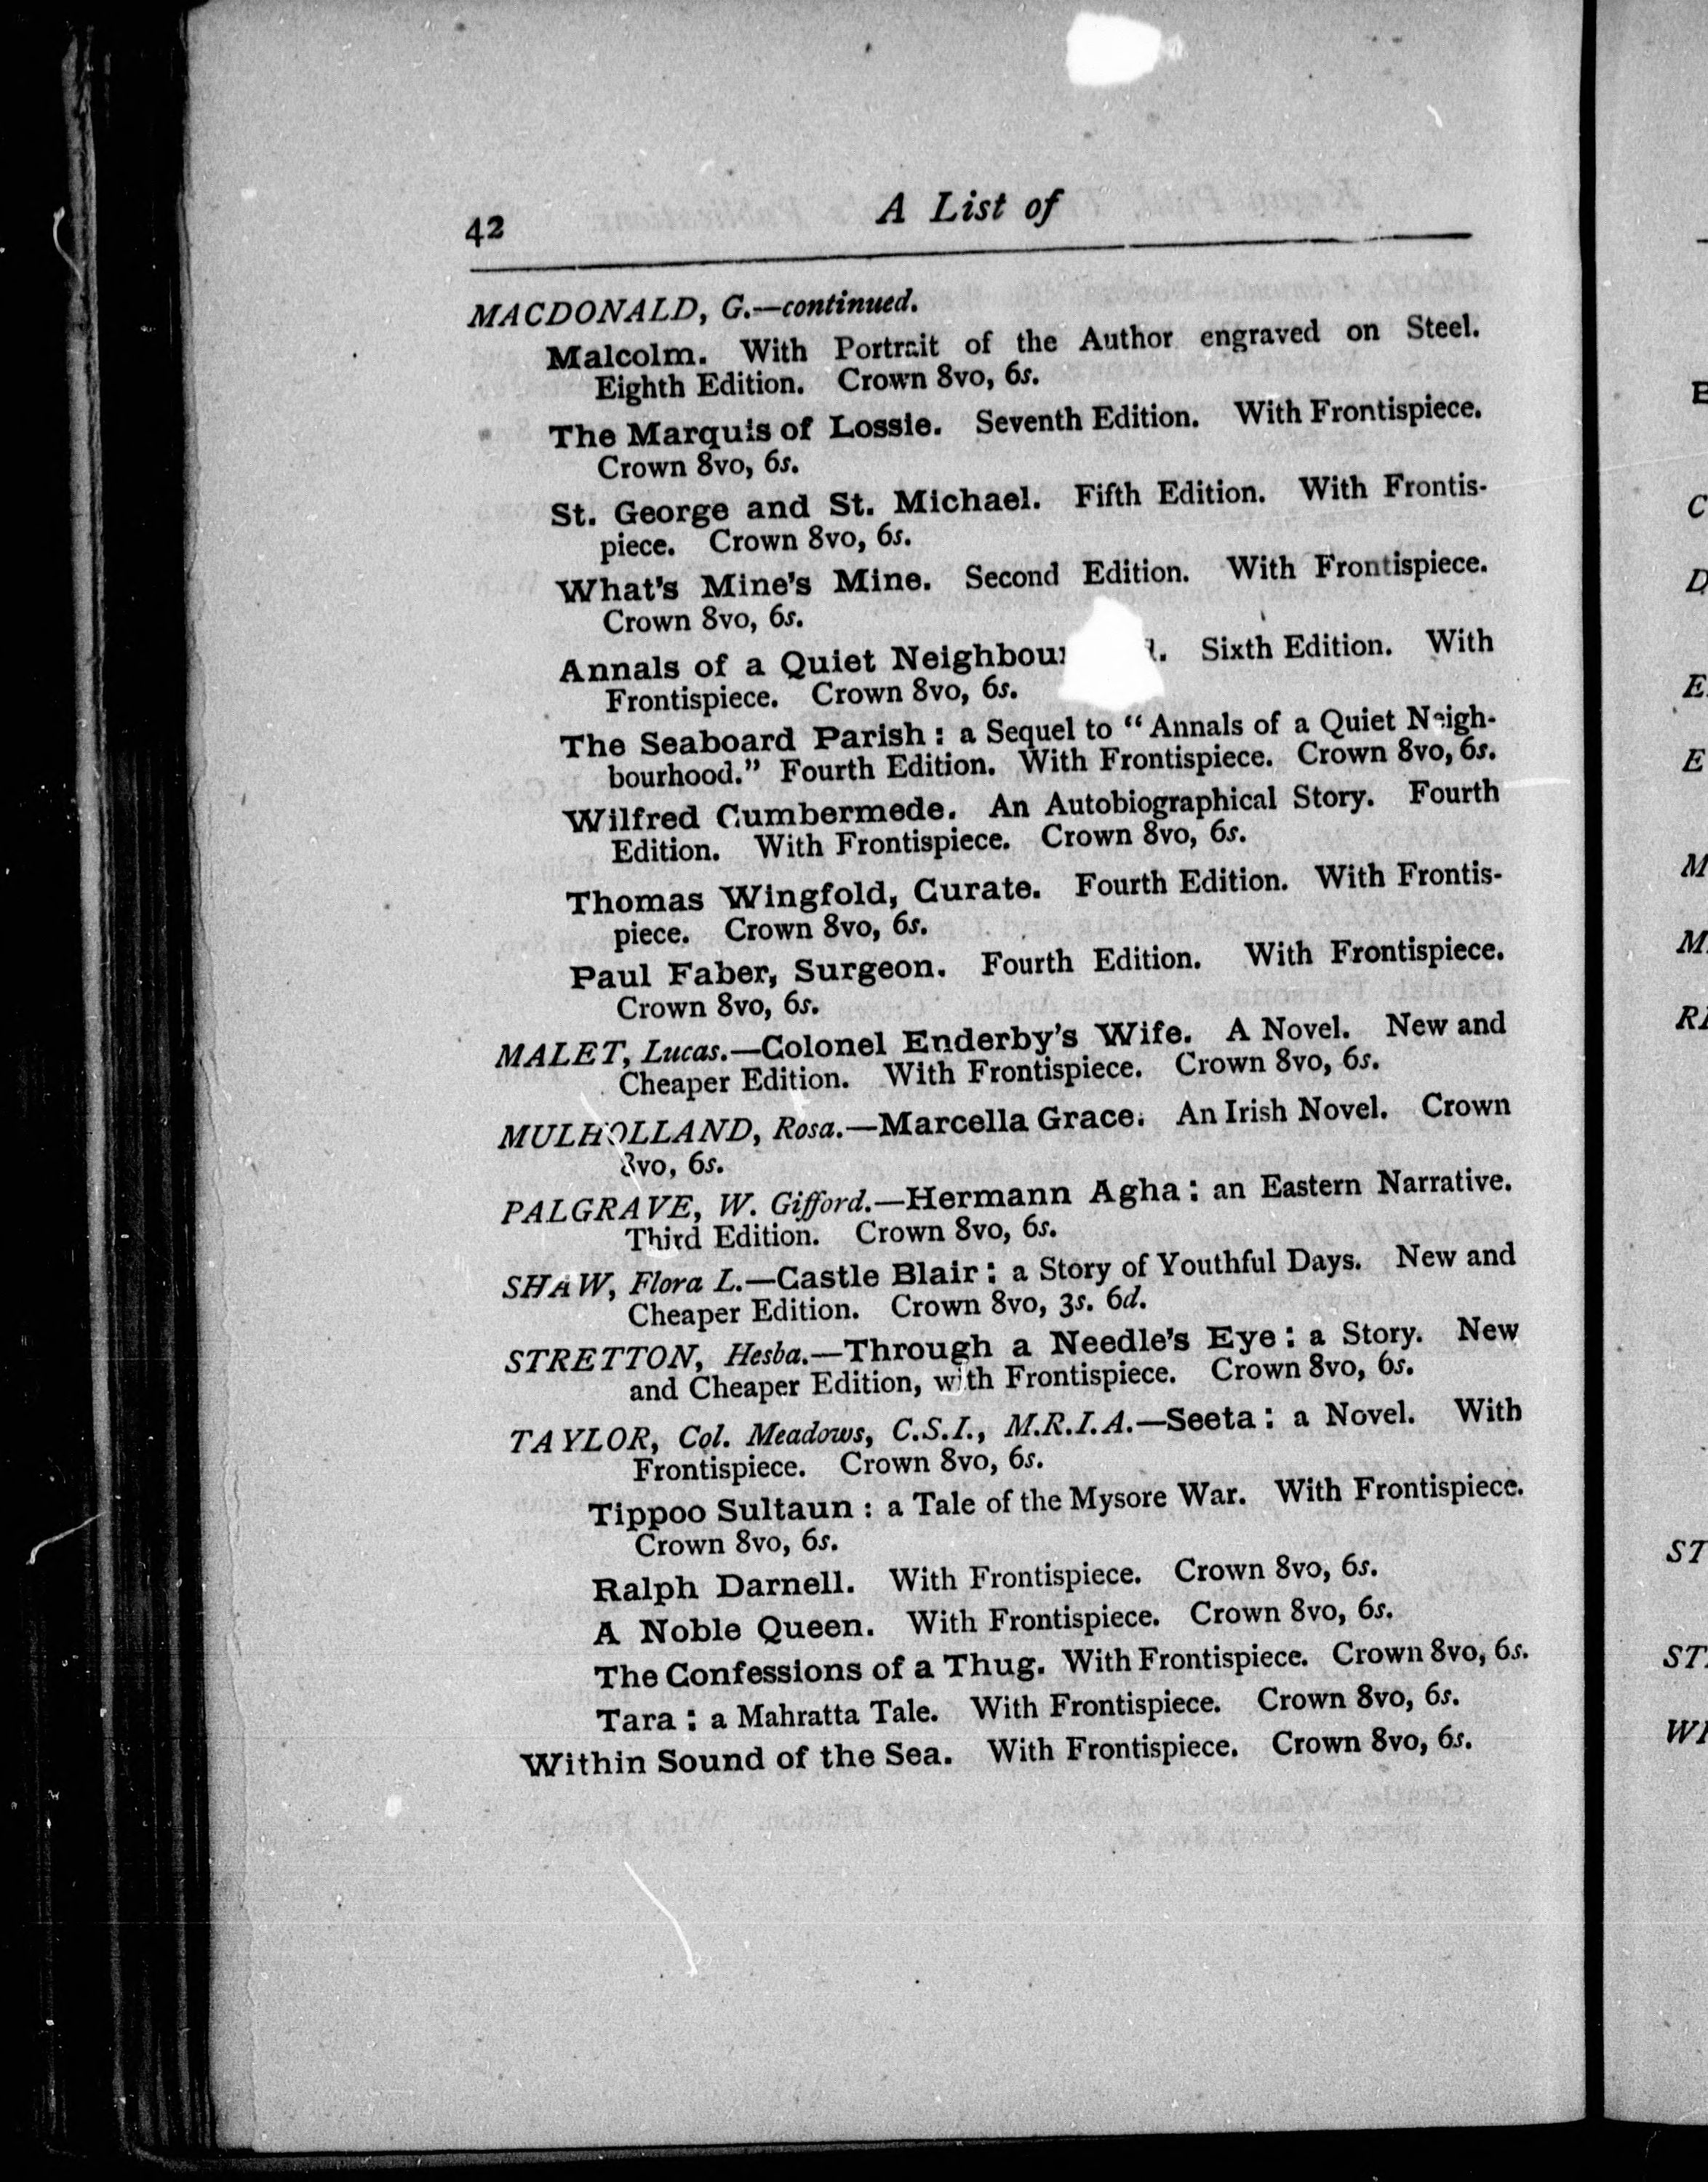 42
A List of
MACDONALD, G.—continued.
Malcolm. With Portrait of the Author engraved on Steel.
Eighth Edition. Crown 8vo, 6s.
The Marquis of Lossie. Seventh Edition. With Frontispiece.
Crown 8vo, 6s.
St. George and St. Michael. Fifth Edition. With Frontis-
piece. Crown 8vo, 6s.
What's Mine's Mine. Second Edition. With Frontispiece.
Crown 8vo, 6s.
Annals of a Quiet Sixth Edition. With
Frontispiece. Crown 8vo, 6s.
The Seaboard Parish: a Sequel to "Annals of a Quiet Neigh-
bourhood." Fourth Edition. With Frontispiece. Crown 8vo, 6s.
Wilfred Cumbermede. An Autobiographical Story. Fourth
Edition. With Frontispiece. Crown 8vo, 6s.
Thomas Wingfold, Curate. Fourth Edition. With Frontis-
piece. Crown 8vo, 6s.
Paul Faber, Surgeon. Fourth Edition. With Frontispiece.
Crown 8vo, 6s.
MALET, Lucas.—Colonel Enderby's Wife. A Novel. New and
Cheaper Edition. With Frontispiece. Crown 8vo, 6s.
MULHOLLAND, Rosa.—Marcella Grace. An Irish Novel. Crown
8vo, 6s.
PALGRAVE, W. Gifford.—Hermann Agha: an Eastern Narrative.
Third Edition. Crown 8vo, 6s.
SHAW, Flora L.—Castle Blair: a Story of Youthful Days. New and
Cheaper Edition. Crown 8vo, 3s. 6d.
STRETTON, Hesba.—Through a Needle's Eye: a Story. New
and Cheaper Edition, with Frontispiece. Crown 8vo, 6s.
TAYLOR, Col. Meadows, C.S.I., M.R.I.A.—Seeta: a Novel. With
Frontispiece. Crown 8vo, 6s.
Tippoo Sultaun: a Tale of the Mysore War. With Frontispiece.
Crown 8vo, 6s.
Ralph Darnell. With Frontispiece. Crown 8vo, 6s.
A Noble Queen. With Frontispiece. Crown 8vo, 6s.
The Confessions of a Thug. With Frontispiece. Crown 8vo, 6s.
Tara: a Mahratta Tale. With Frontispiece. Crown 8vo, 6s.
Within Sound of the Sea. With Frontispiece. Crown 8vo, 6s.